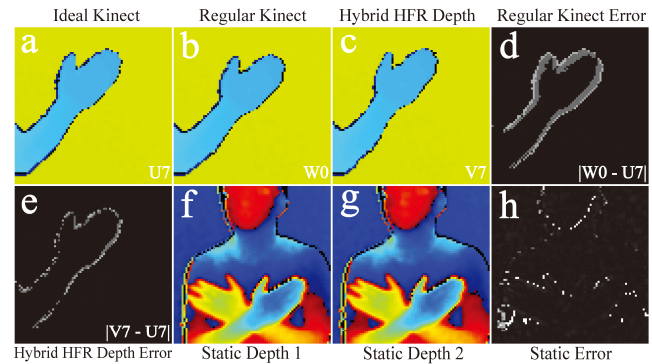 Ideal Kinect Regular Kinect Hybrid HFR Depth Regular Kinect Error
a b c d
U7 W0 V7 |W0 - U7|
e f g h
|V7 - U7|
Hybrid HFR Depth Error Static Depth 1 Static Depth 2 Static Error